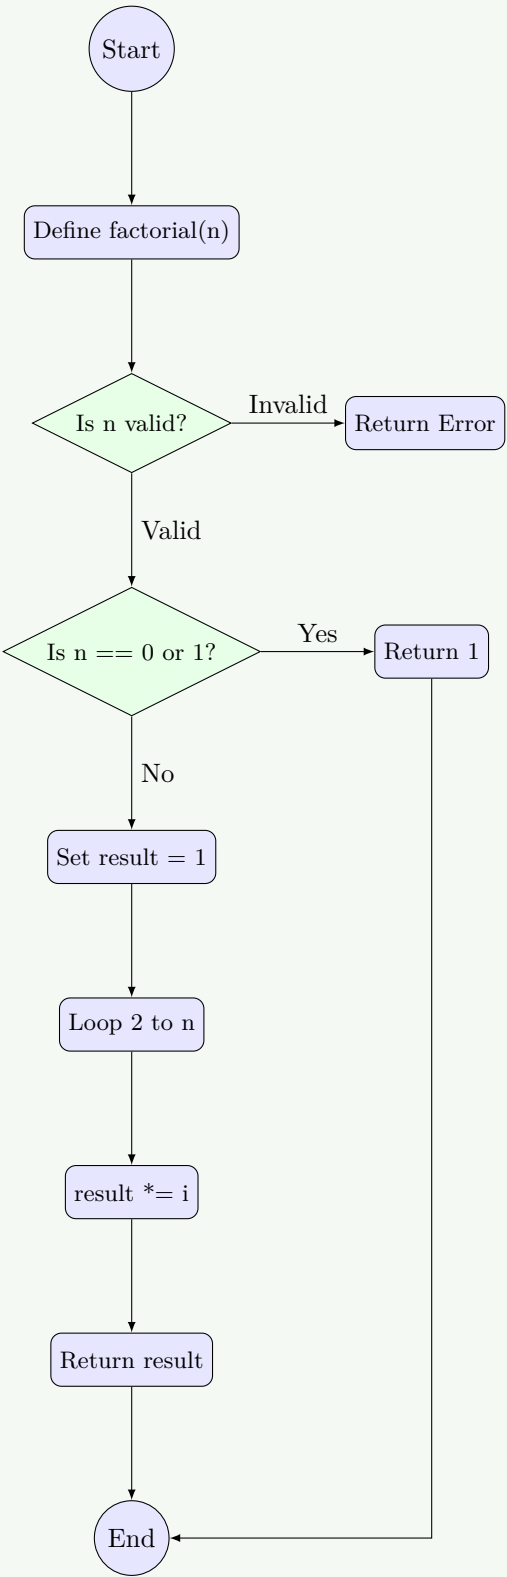 Start
Define factorial(n)
Is n valid?
Invalid
Return Error
Valid
Is n == 0 or 1?
Yes
Return 1
No
Set result = 1
Loop 2 to n
result *= i
Return result
End